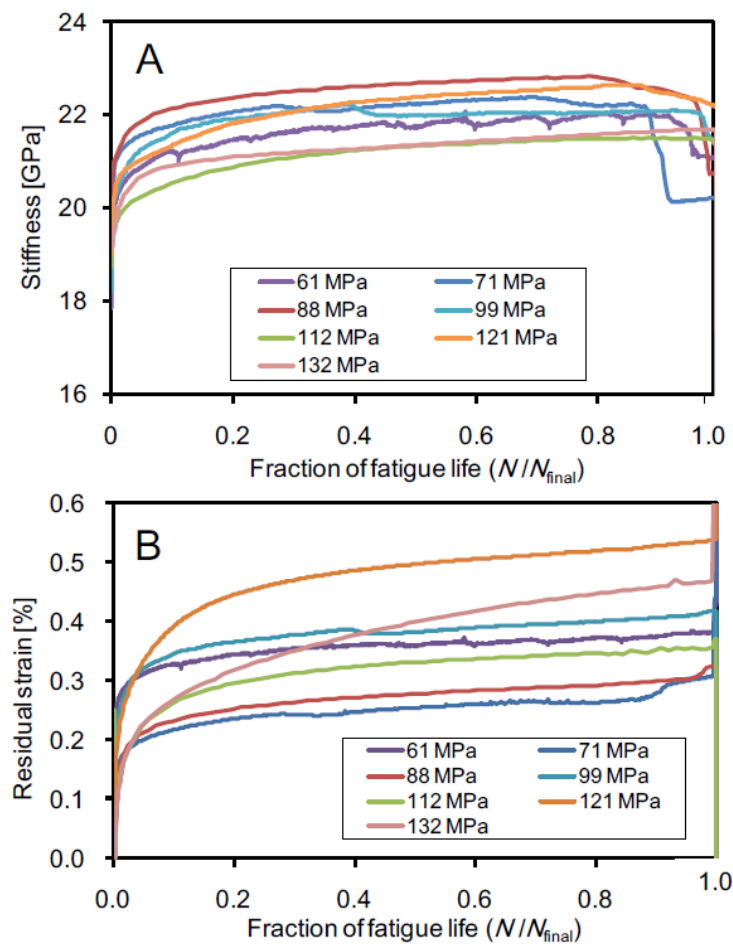 A
Stiffness [GPa]
24
22
20
18
16
61 MPa 71 MPa
88 MPa 99 MPa
112 MPa 121 MPa
132 MPa
0 0.2 0.4 0.6 0.8 1.0
Fraction of fatigue life (N/Nfinal)
B
Residual strain [%]
0.6
0.5
0.4
0.3
0.2
0.1
0.0
61 MPa 71 MPa
88 MPa 99 MPa
112 MPa 121 MPa
132 MPa
0.0 0.2 0.4 0.6 0.8 1.0
Fraction of fatigue life (N/Nfinal)